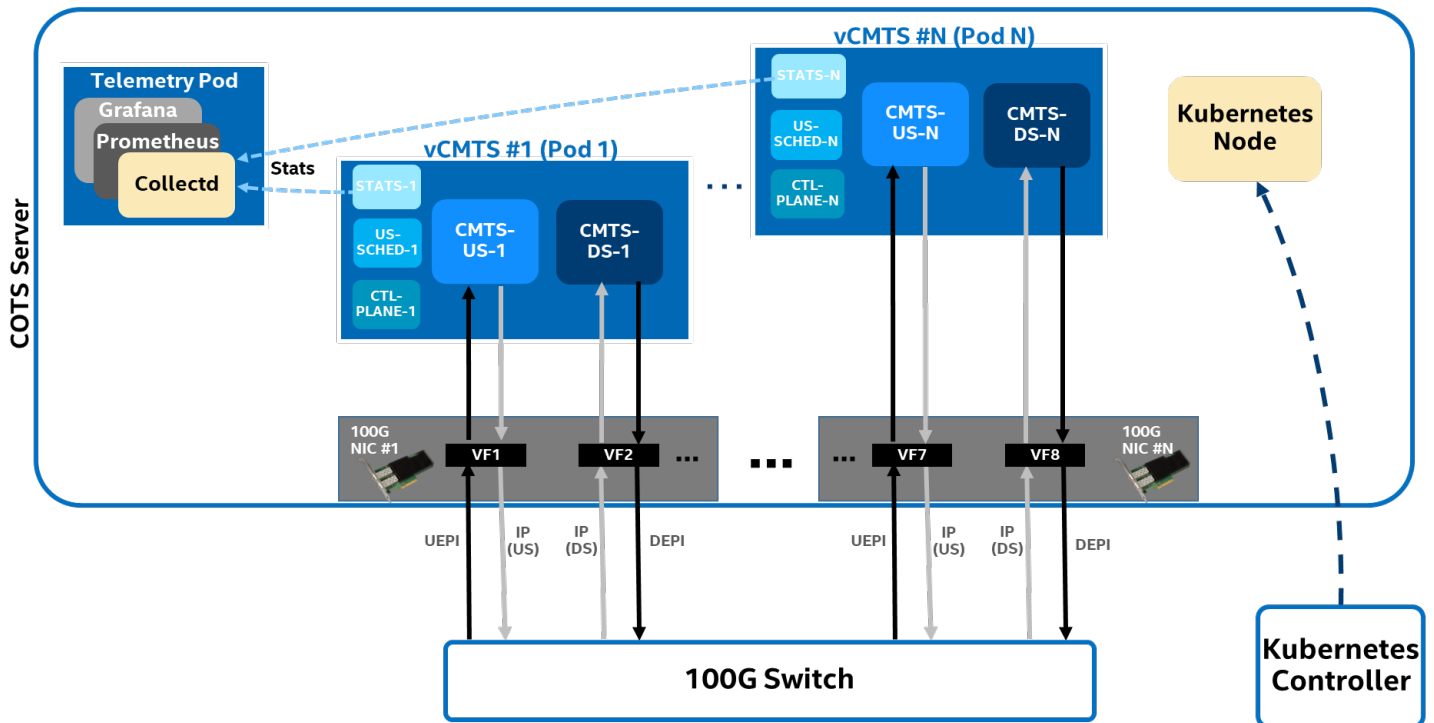 vCMTS #N (Pod N)
Telemetry Pod
Grafana
Prometheus
Collectd
Stats
STATS-N
US-
SCHED-N
CTL-
PLANE-N
CMTS-
US-N
CMTS-
DS-N
Kubernetes
Node
vCMTS #1 (Pod 1)
STATS-1
US-
SCHED-1
CTL-
PLANE-1
CMTS-
US-1
CMTS-
DS-1
...
COTS Server
100G
NIC #1
VF1
VF2
...
...
...
VF7
VF8
100G
NIC #N
UEPI
IP
(US)
IP
(DS)
DEPI
UEPI
IP
(US)
IP
(DS)
DEPI
100G Switch
Kubernetes
Controller